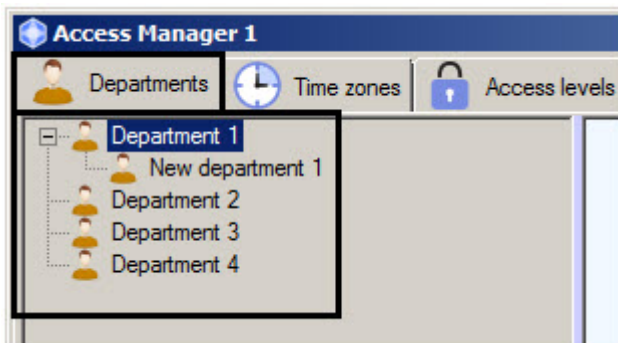 Access Manager 1
Departments Time zones Access levels
Department 1
New department 1
Department 2
Department 3
Department 4